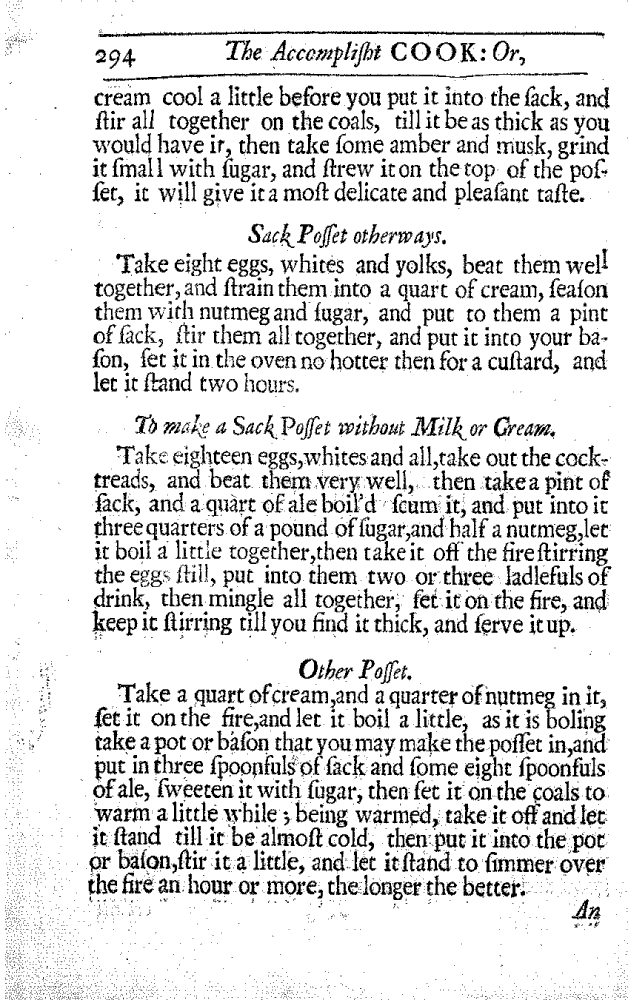 294 The Accomplisht COOK: Or,
cream cool a little before you put it into the ſack, and
ſtir all together on the coals, till it be as thick as you
would have it, then take ſome amber and musk, grind
it ſmall with ſugar, and ſtrew it on the top of the poſ-
ſet, it will give it a moſt delicate and pleaſant taſte.
Sack Poſſet otherways.
Take eight eggs, whites and yolks, beat them well
together, and ſtrain them into a quart of cream, ſeaſon
them with nutmeg and ſugar, and put to them a pint
of ſack, ſtir them all together, and put it into your ba-
ſon, ſet it in the oven no hotter then for a cuſtard, and
let it ſtand two hours.
To make a Sack Poſſet without Milk or Cream.
Take eighteen eggs, whites and all, take out the cock-
treads, and beat them very well, then take a pint of
ſack, and a quart of ale boil'd ſcum it, and put into it
three quarters of a pound of ſugar, and half a nutmeg, let
it boil a little together, then take it off the fire ſtirring
the eggs ſtill, put into them two or three ladlefuls of
drink, then mingle all together, ſet it on the fire, and
keep it ſtirring till you find it thick, and ſerve it up.
Other Poſſet.
Take a quart of cream, and a quarter of nutmeg in it,
ſet it on the fire, and let it boil a little, as it is boling
take a pot or baſon that you may make the poſſet in, and
put in three ſpoonfuls of ſack and ſome eight ſpoonfuls
of ale, ſweeten it with ſugar, then ſet it on the coals to
warm a little while; being warmed, take it off and let
it ſtand till it be almoſt cold, then put it into the pot
or baſon, ſtir it a little, and let it ſtand to ſimmer over
the fire an hour or more, the longer the better.
An